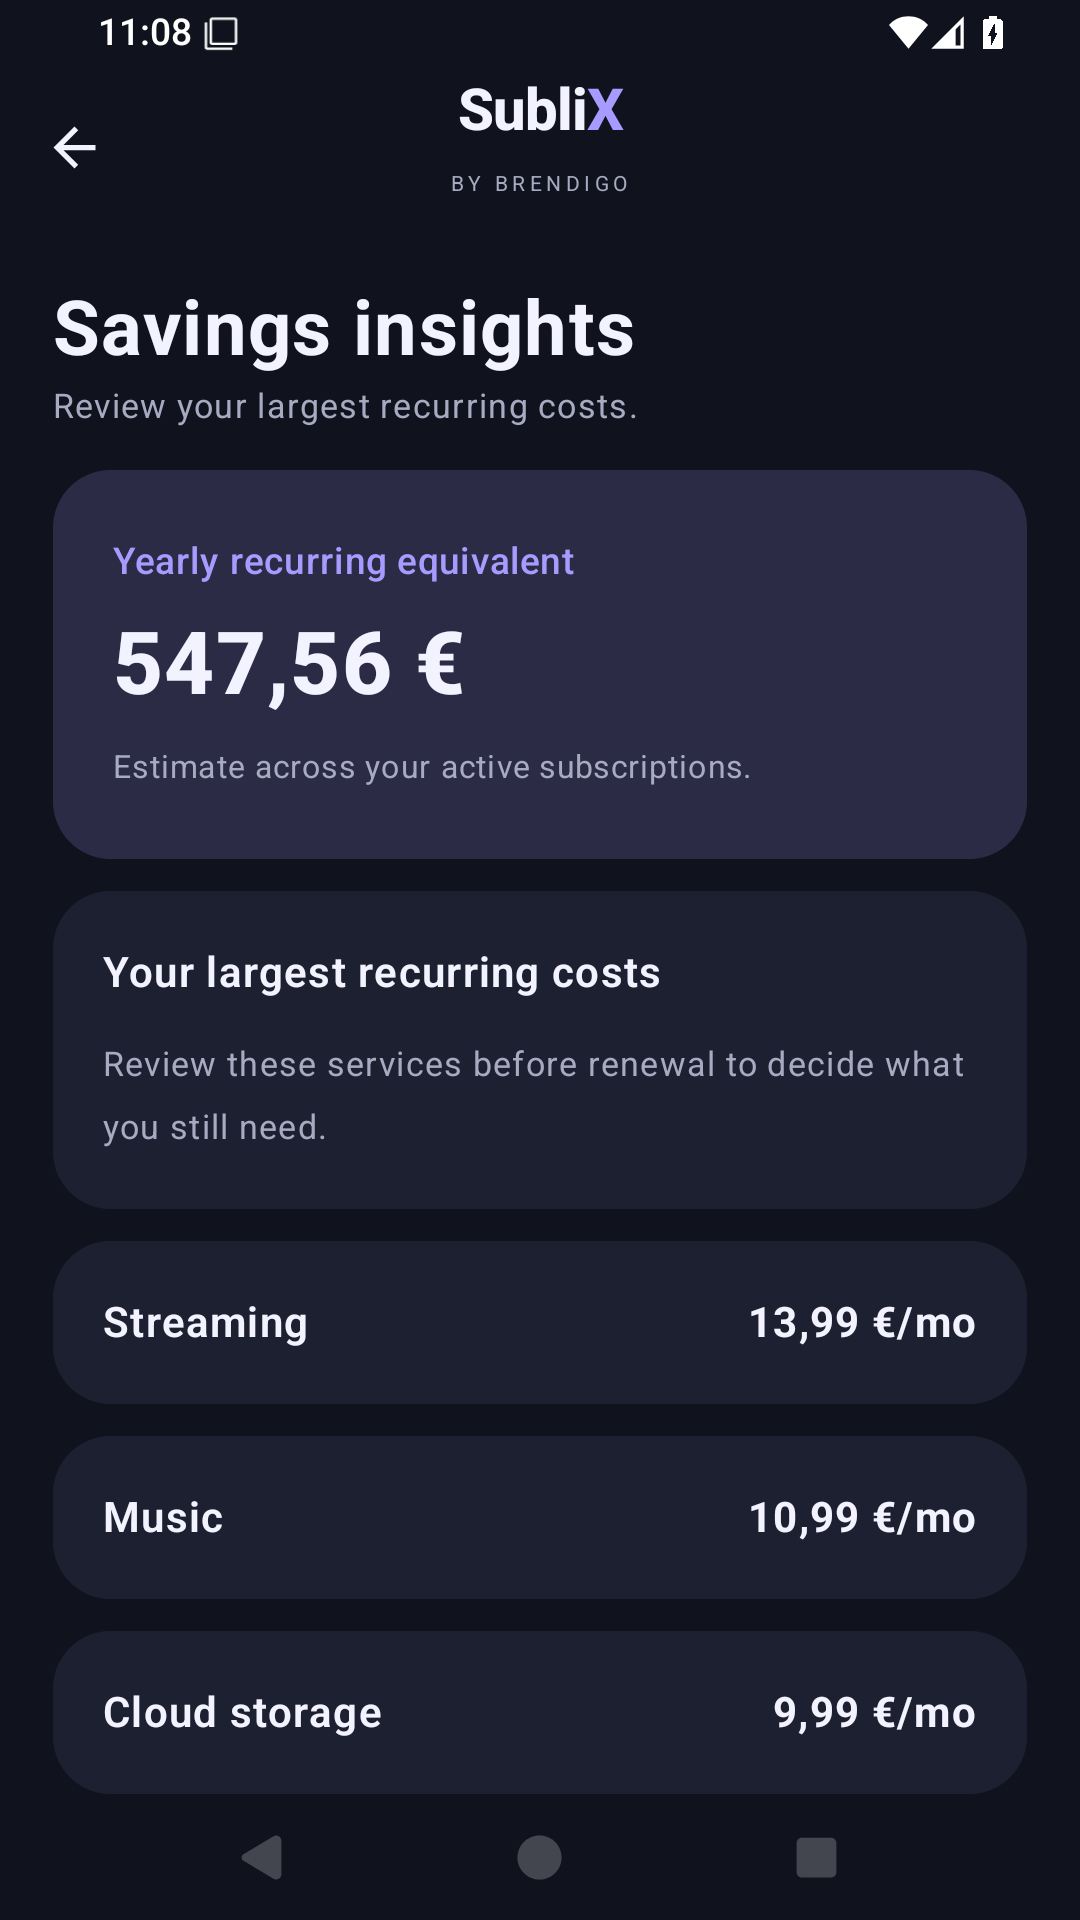 11:08
SubliX
BY BRENDIGO
Savings insights
Review your largest recurring costs.
Yearly recurring equivalent
547,56 €
Estimate across your active subscriptions.
Your largest recurring costs
Review these services before renewal to decide what
you still need.
Streaming 13,99 €/mo
Music 10,99 €/mo
Cloud storage 9,99 €/mo